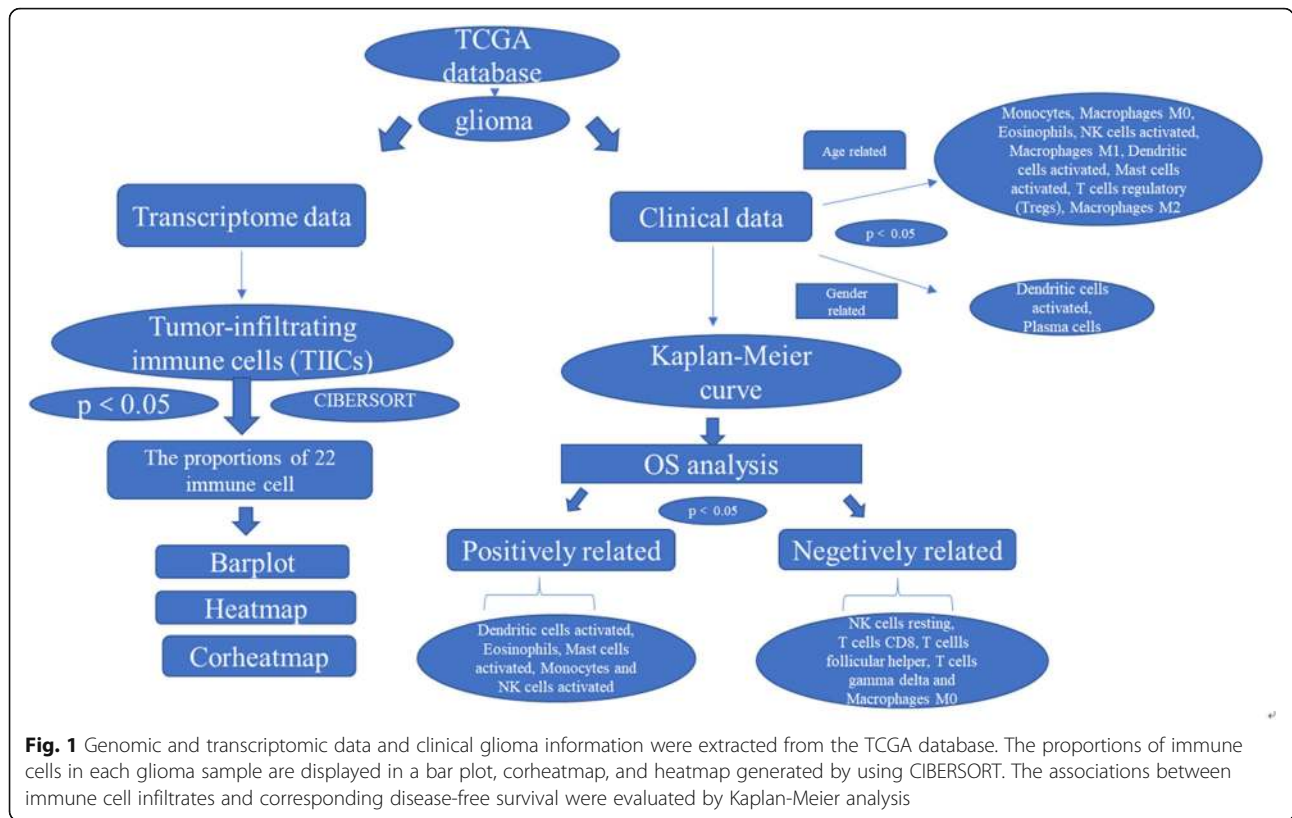 TCGA
database
glioma
Transcriptome data
Tumor-infiltrating
immune cells (TIICs)
p < 0.05
CIBERSORT
The proportions of 22
immune cell
Barplot
Heatmap
Corheatmap
Clinical data
Age related
Monocytes, Macrophages M0,
Eosinophils, NK cells activated,
Macrophages M1, Dendritic
cells activated, Mast cells
activated, T cells regulatory
(Tregs), Macrophages M2
p < 0.05
Gender
related
Dendritic cells
activated,
Plasma cells
Kaplan-Meier
curve
OS analysis
p < 0.05
Positively related
Dendritic cells activated,
Eosinophils, Mast cells
activated, Monocytes and
NK cells activated
Negetively related
NK cells resting,
T cells CD8, T cellls
follicular helper, T cells
gamma delta and
Macrophages M0
Fig. 1 Genomic and transcriptomic data and clinical glioma information were extracted from the TCGA database. The proportions of immune
cells in each glioma sample are displayed in a bar plot, corheatmap, and heatmap generated by using CIBERSORT. The associations between
immune cell infiltrates and corresponding disease-free survival were evaluated by Kaplan-Meier analysis